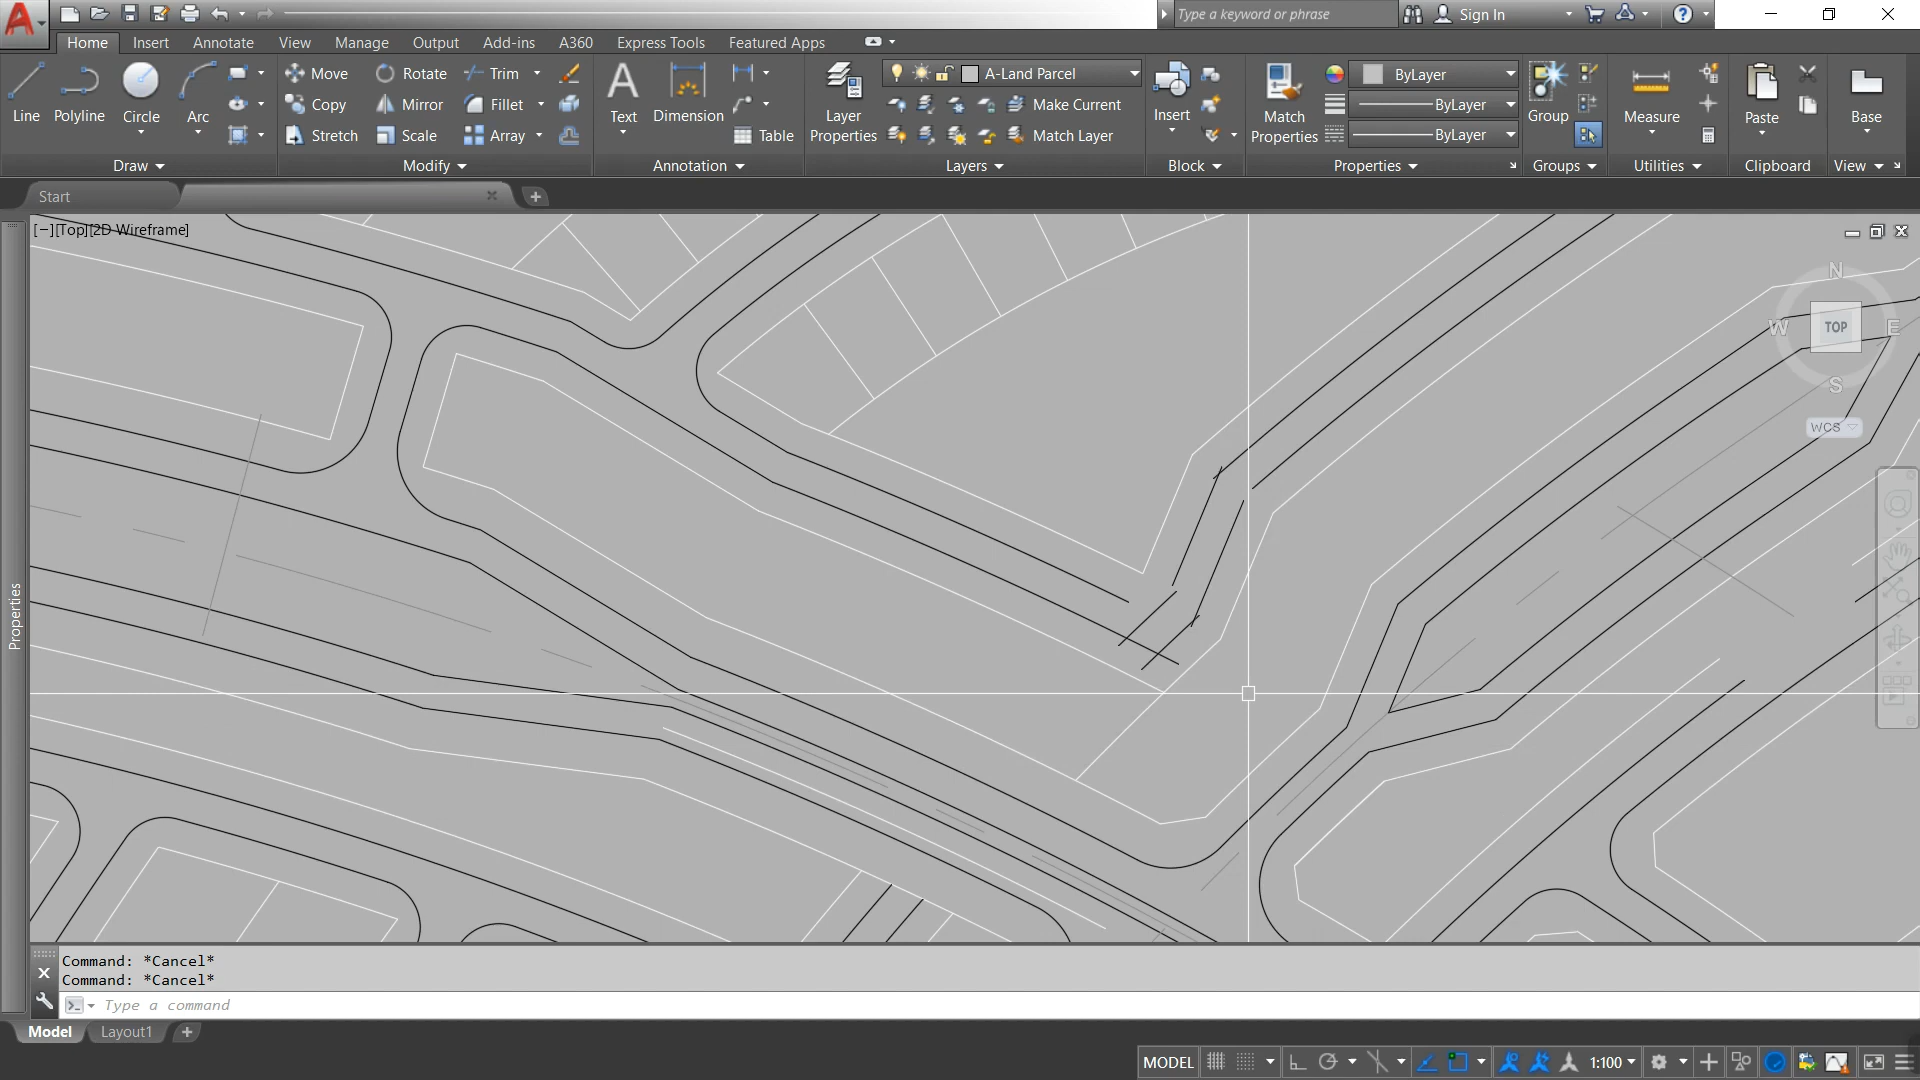 Type a keyword or phrase
Sign In
Home Insert Annotate View Manage Output Add-ins A360 Express Tools Featured Apps
Line Polyline Circle Arc
Move Rotate Trim
Copy Mirror Fillet
Stretch Scale Array
Text Dimension Table
Layer Properties
A-Land Parcel
Make Current
Match Layer
Insert
Match Properties
ByLayer
ByLayer
ByLayer
Group
Measure
Paste
Base
Draw Modify Annotation Layers Block Properties Groups Utilities Clipboard View
Start
[−][Top][2D Wireframe]
N
W TOP E
S
WCS
Properties
Command: *Cancel*
Command: *Cancel*
Type a command
Model Layout1
MODEL 1:100